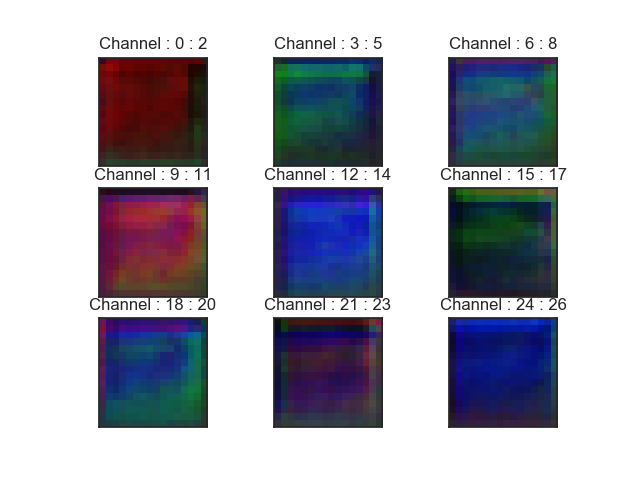 Channel : 0 : 2
Channel : 3 : 5
Channel : 6 : 8
Channel : 9 : 11
Channel : 12 : 14
Channel : 15 : 17
Channel : 18 : 20
Channel : 21 : 23
Channel : 24 : 26